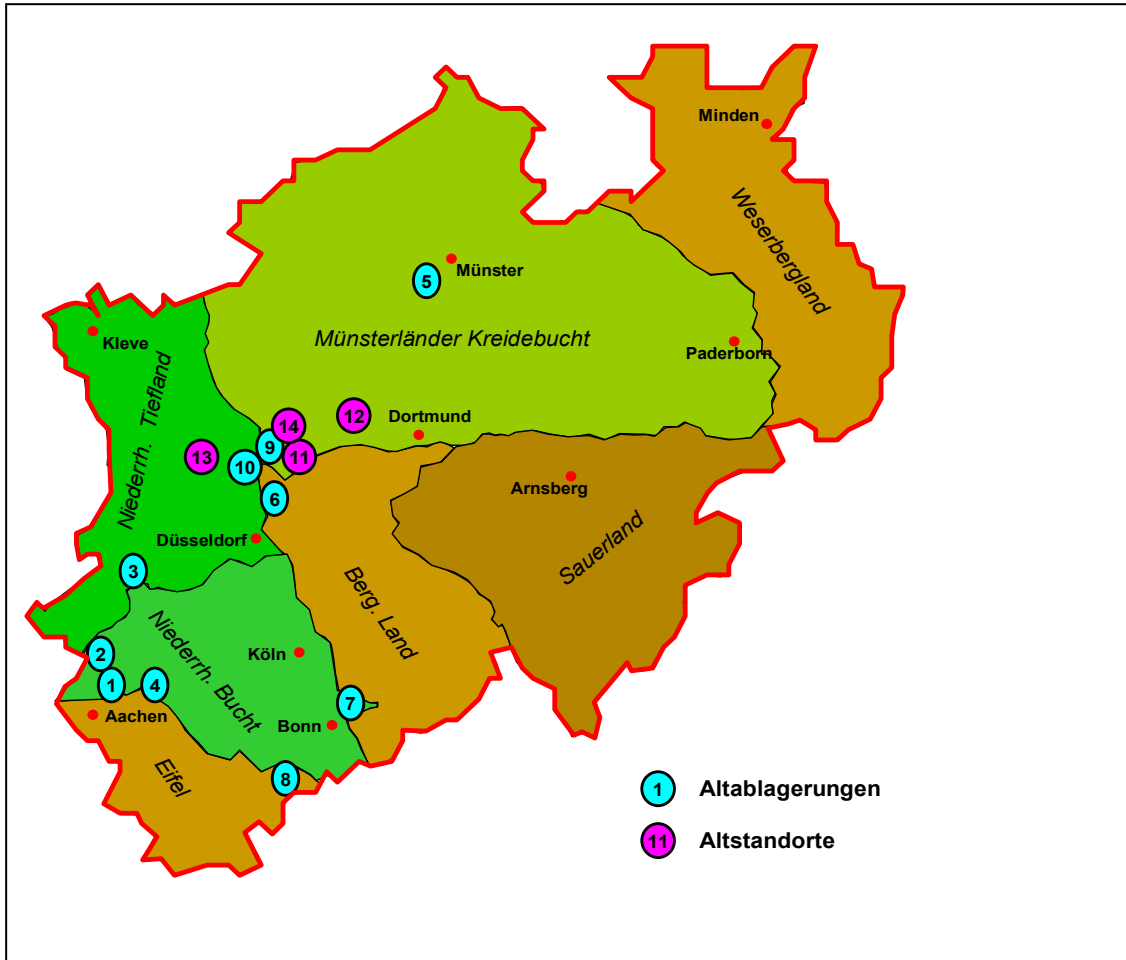 Minden
Weserbergland
Münster
5
Münsterländer Kreidebucht
Kleve
Paderborn
Niederrh. Tiefland
12
Dortmund
14
9
11
13
10
Arnsberg
6
Düsseldorf
Sauerland
3
Berg. Land
Niederrh. Bucht
Köln
2
1
4
7
Aachen
Bonn
Eifel
8
1 Altablagerungen
11 Altstandorte